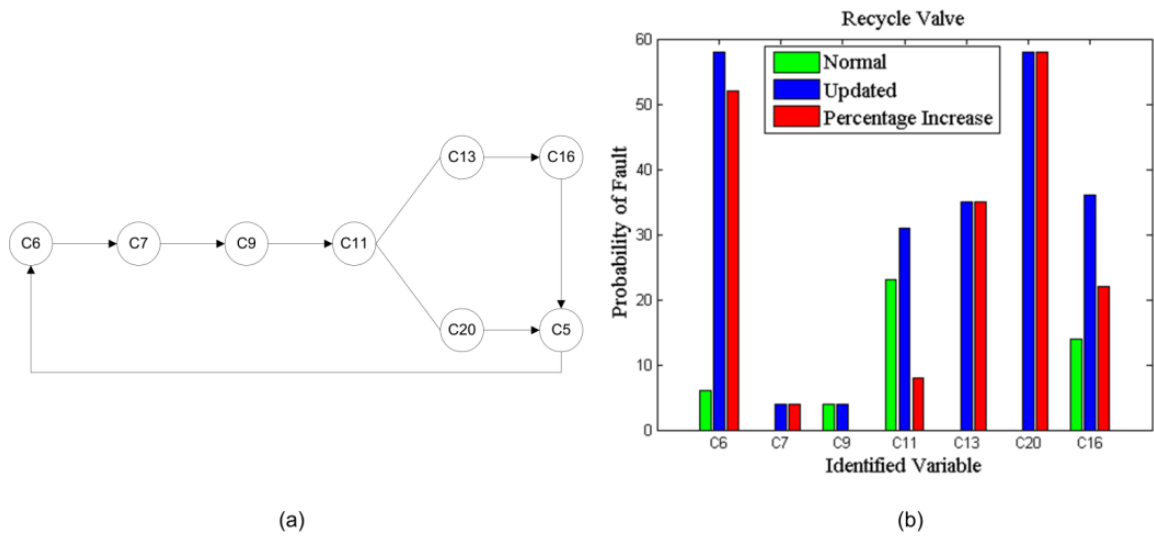 C13
C16
C6
C7
C9
C11
C20
C5
(a)
Recycle Valve
Normal
Updated
Percentage Increase
Probability of Fault
60
50
40
30
20
10
0
C6 C7 C9 C11 C13 C20 C16
Identified Variable
(b)